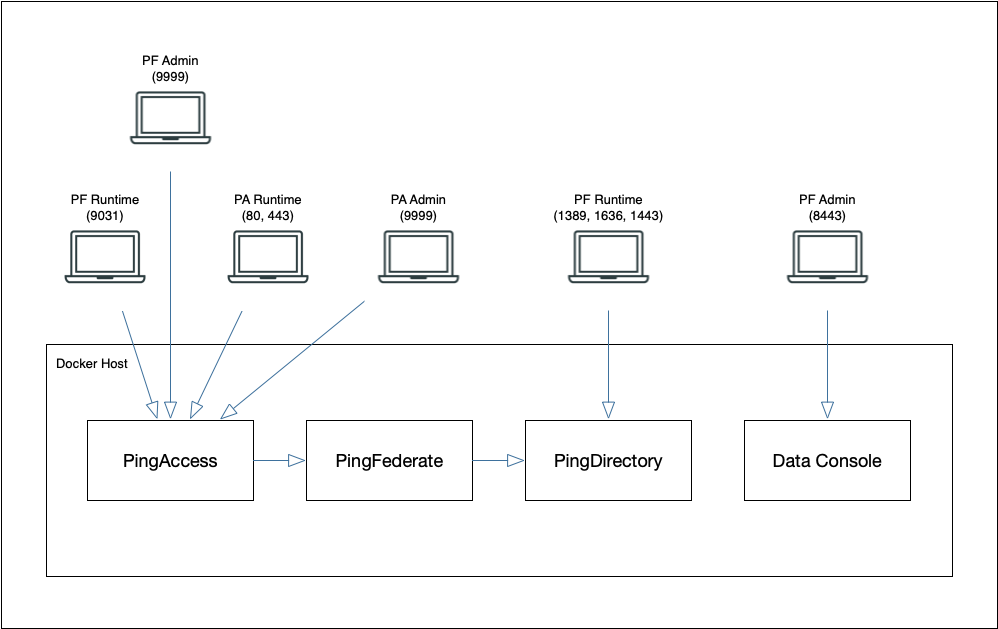 PF Admin
(9999)
PF Runtime
(9031)
PA Runtime
(80, 443)
PA Admin
(9999)
PF Runtime
(1389, 1636, 1443)
PF Admin
(8443)
Docker Host
PingAccess
PingFederate
PingDirectory
Data Console